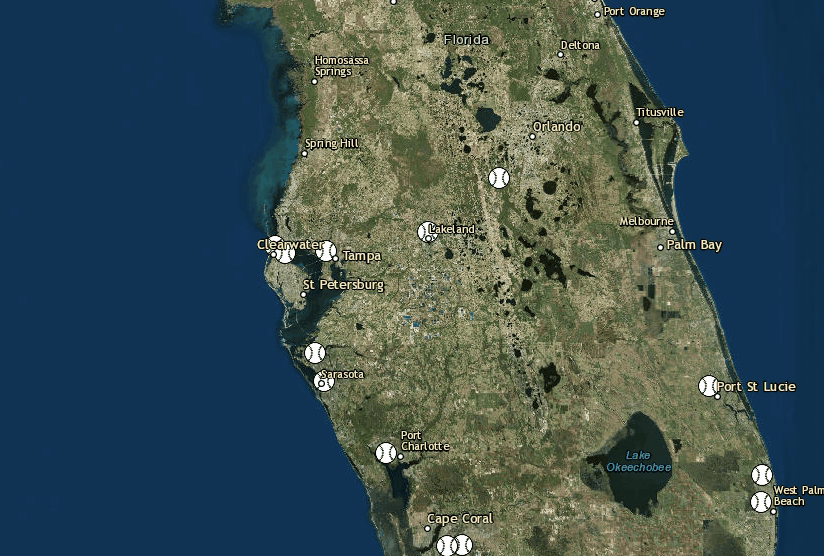 Port Orange
Florida
Deltona
Homosassa
Springs
Titusville
Orlando
Spring Hill
Melbourne
Lakeland
Clearwater
Palm Bay
Tampa
St Petersburg
Sarasota
Port St Lucie
Port
Charlotte
Lake
Okeechobee
West Palm
Beach
Cape Coral